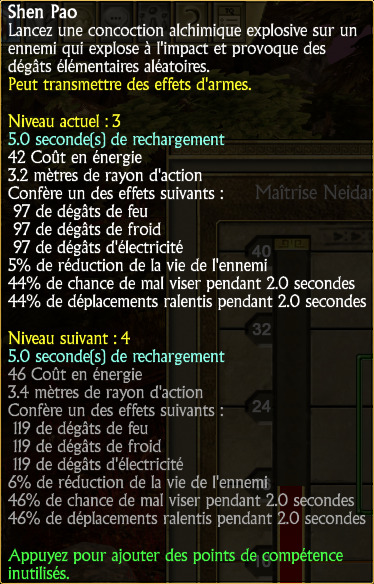 Shen Pao
Lancez une concoction alchimique explosive sur un
ennemi qui explose à l'impact et provoque des
dégâts élémentaires aléatoires.
Peut transmettre des effets d'armes.
Niveau actuel : 3
5.0 seconde(s) de rechargement
42 Coût en énergie
3.2 mètres de rayon d'action
Confère un des effets suivants :
97 de dégâts de feu
97 de dégâts de froid
97 de dégâts d'électricité
5% de réduction de la vie de l'ennemi
44% de chance de mal viser pendant 2.0 secondes
44% de déplacements ralentis pendant 2.0 secondes
Niveau suivant : 4
5.0 seconde(s) de rechargement
46 Coût en énergie
3.4 mètres de rayon d'action
Confère un des effets suivants :
119 de dégâts de feu
119 de dégâts de froid
119 de dégâts d'électricité
6% de réduction de la vie de l'ennemi
46% de chance de mal viser pendant 2.0 secondes
46% de déplacements ralentis pendant 2.0 secondes
Appuyez pour ajouter des points de compétence
inutilisés.
Maîtrise Neidan
40
32
24
16